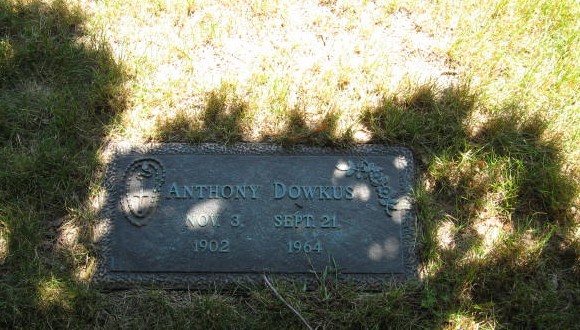 ANTHONY DOWKUS
NOV 3. SEPT. 21.
1902 1964